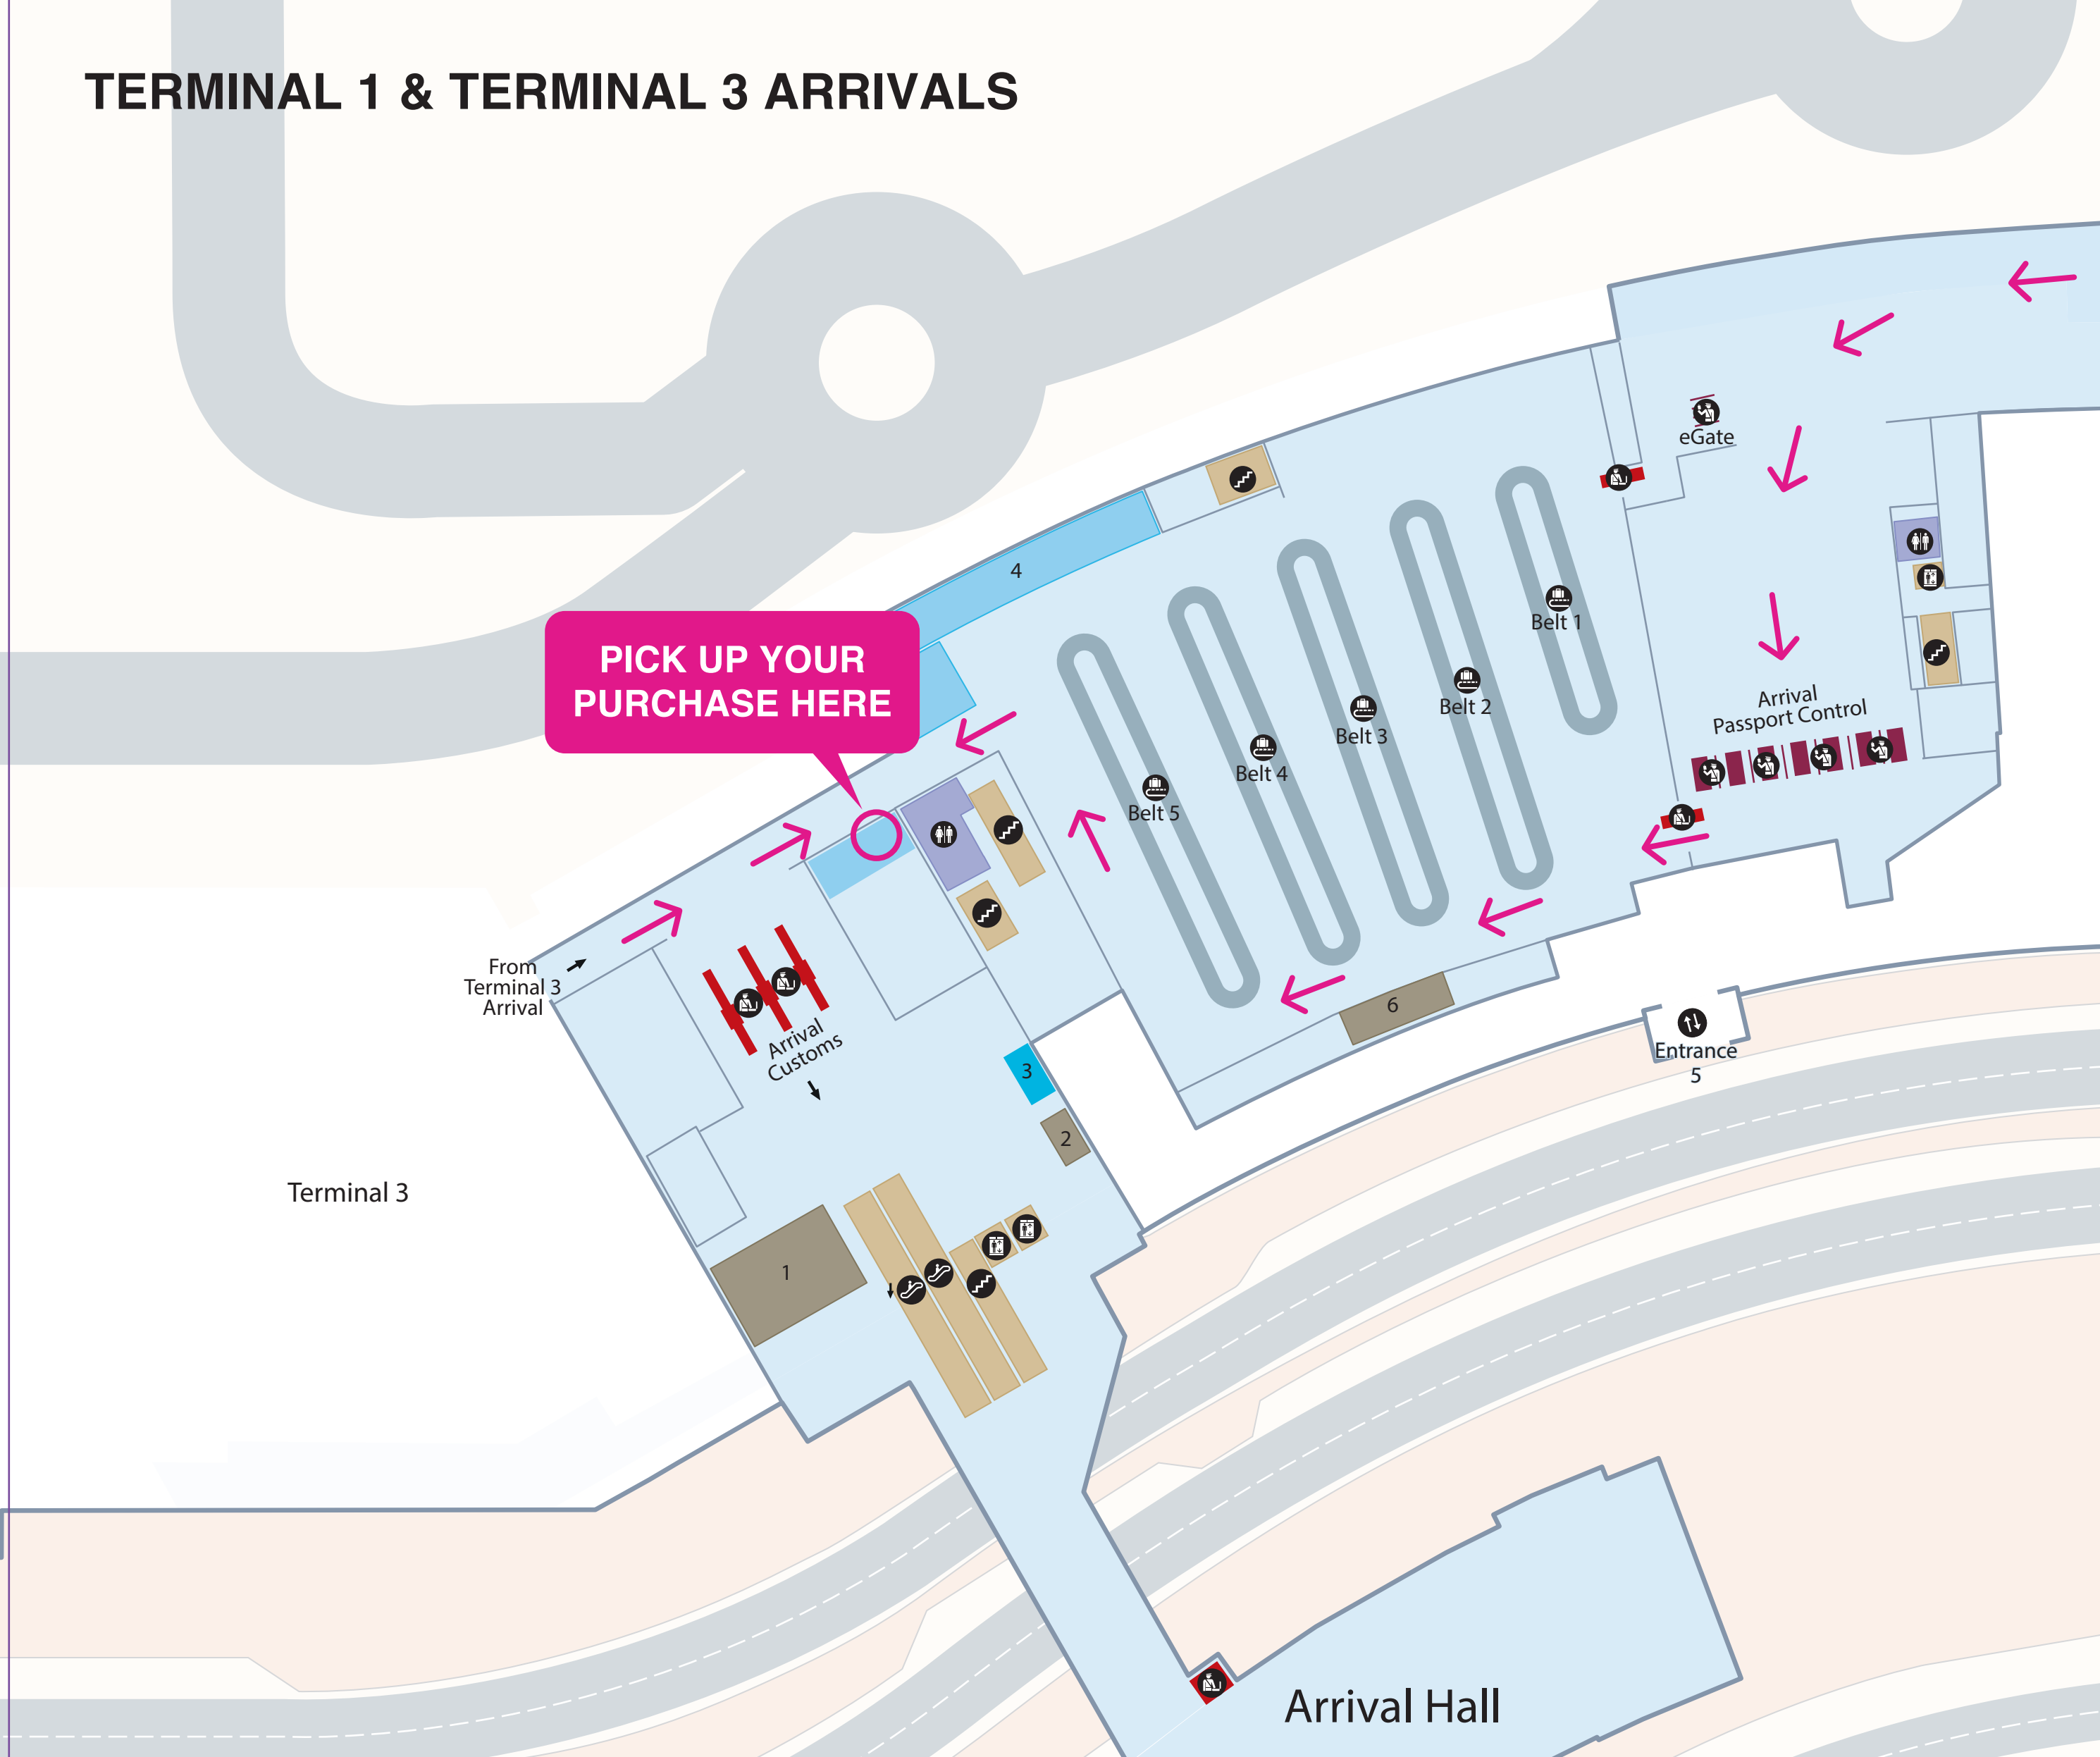 TERMINAL 1 & TERMINAL 3 ARRIVALS
eGate
4
Belt 1
PICK UP YOUR
PURCHASE HERE
Belt 2
Belt 3
Belt 4
Belt 5
Arrival
Passport Control
From
Terminal 3
Arrival
6
Arrival
Customs
Entrance
5
3
2
Terminal 3
1
Arrival Hall